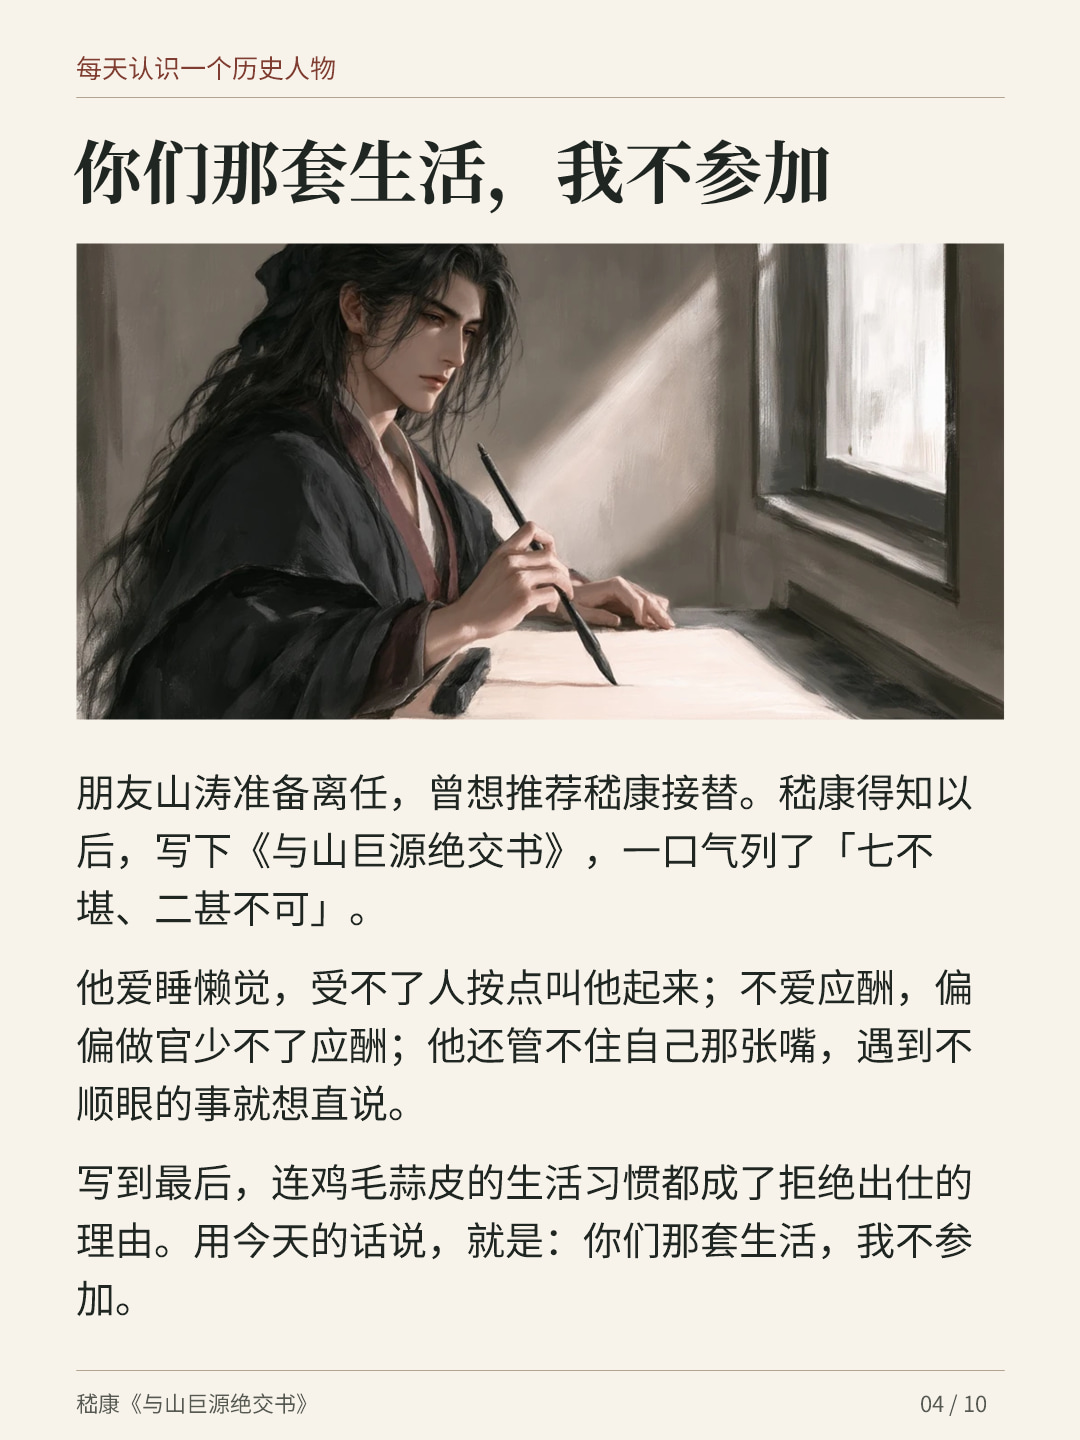 每天认识一个历史人物
你们那套生活，我不参加
朋友山涛准备离任，曾想推荐嵇康接替。嵇康得知以
后，写下《与山巨源绝交书》，一口气列了「七不
堪、二甚不可」。
他爱睡懒觉，受不了人按点叫他起来；不爱应酬，偏
偏做官少不了应酬；他还管不住自己那张嘴，遇到不
顺眼的事就想直说。
写到最后，连鸡毛蒜皮的生活习惯都成了拒绝出仕的
理由。用今天的话说，就是：你们那套生活，我不参
加。
嵇康《与山巨源绝交书》
04 / 10